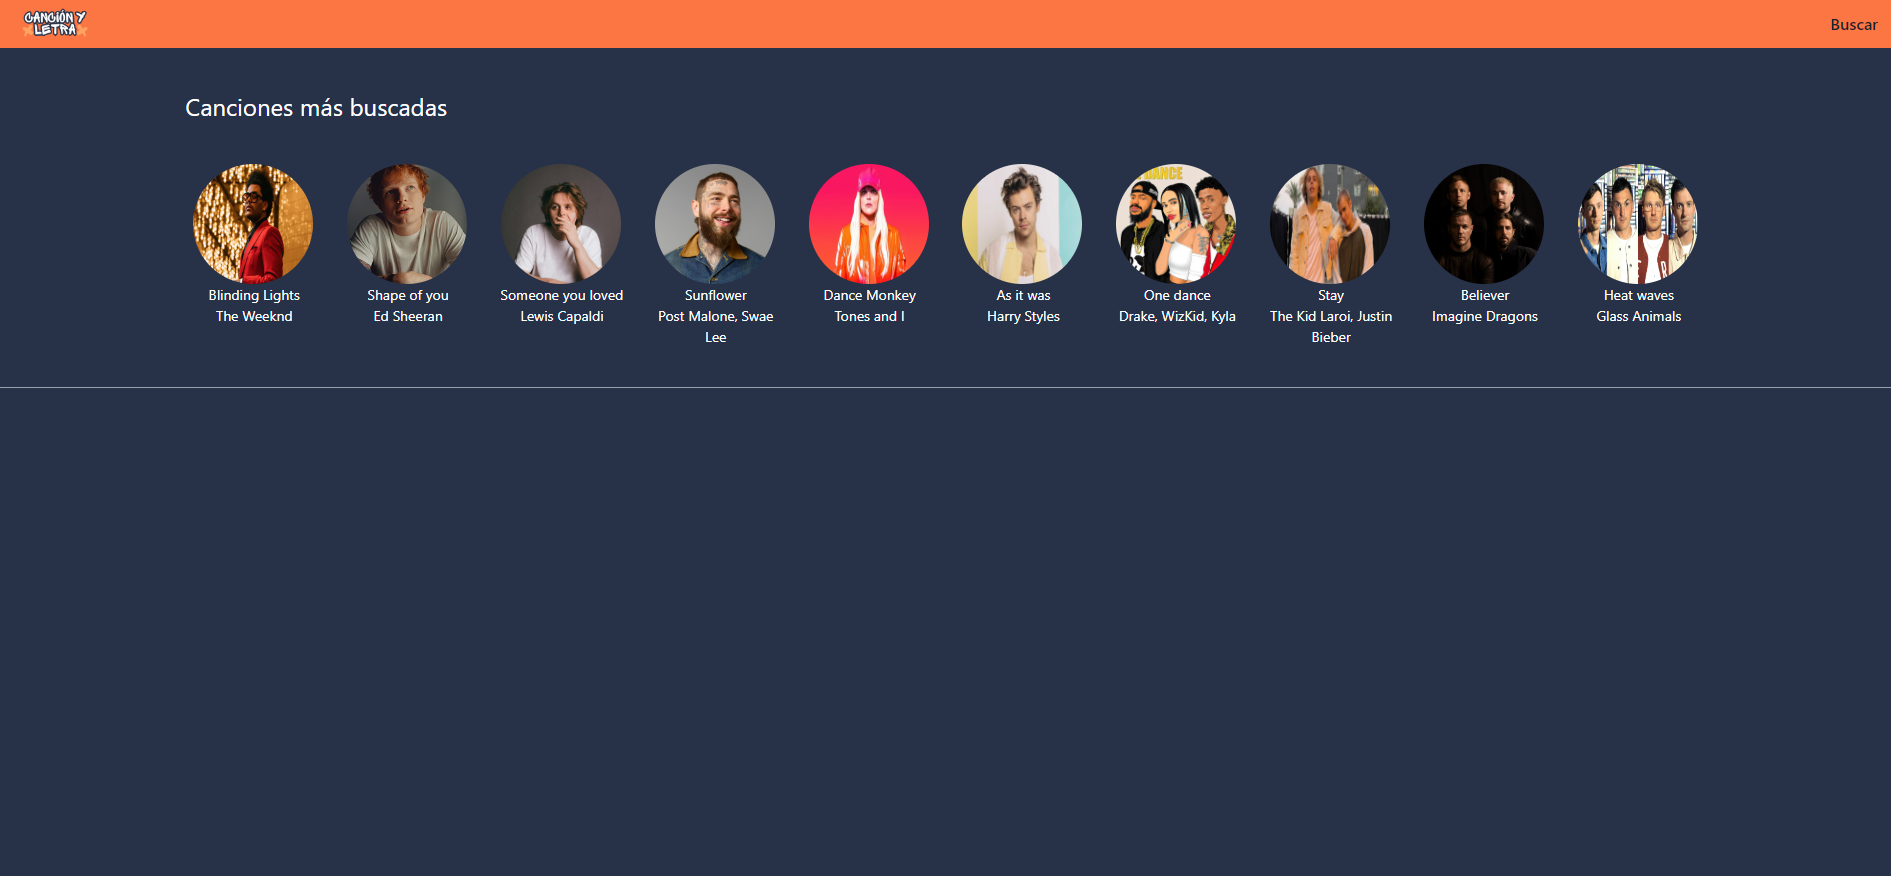 CANCIÓN Y
LETRA
Buscar
Canciones más buscadas
DANCE
Blinding Lights
The Weeknd
Shape of you
Ed Sheeran
Someone you loved
Lewis Capaldi
Sunflower
Post Malone, Swae
Lee
Dance Monkey
Tones and I
As it was
Harry Styles
One dance
Drake, WizKid, Kyla
Stay
The Kid Laroi, Justin
Bieber
Believer
Imagine Dragons
Heat waves
Glass Animals